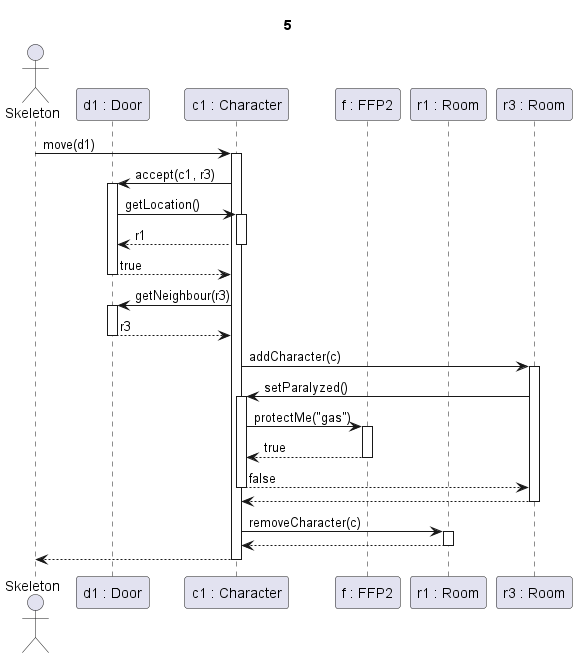 5
Skeleton
d1 : Door
c1 : Character
f : FFP2
r1 : Room
r3 : Room
move(d1)
accept(c1, r3)
getLocation()
r1
true
getNeighbour(r3)
r3
addCharacter(c)
setParalyzed()
protectMe("gas")
true
false
removeCharacter(c)
Skeleton
d1 : Door
c1 : Character
f : FFP2
r1 : Room
r3 : Room